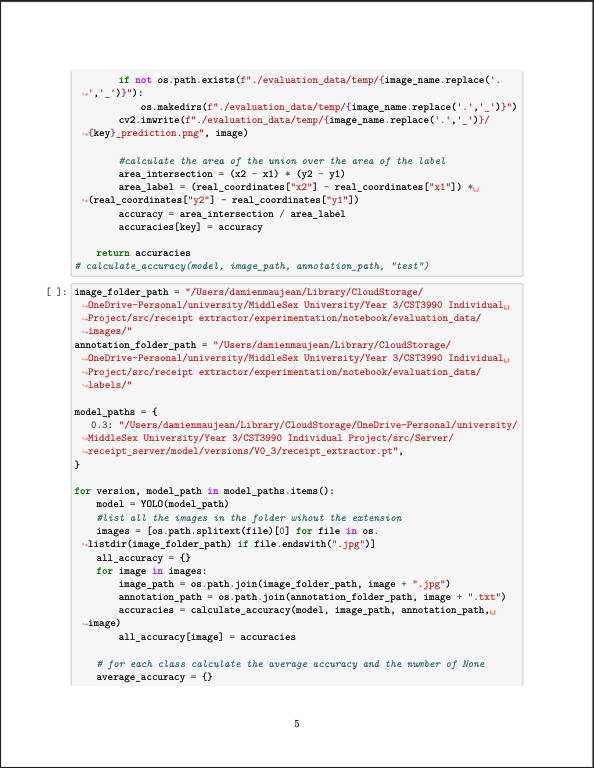 if not os.path.exists(f"./evaluation_data/temp/{image_name.replace('.
↪','_')}"):
os.makedirs(f"./evaluation_data/temp/{image_name.replace('.','_')}")
cv2.imwrite(f"./evaluation_data/temp/{image_name.replace('.','_')}/
↪{key}_prediction.png", image)
#calculate the area of the union over the area of the label
area_intersection = (x2 - x1) * (y2 - y1)
area_label = (real_coordinates["x2"] - real_coordinates["x1"]) *␣
↪(real_coordinates["y2"] - real_coordinates["y1"])
accuracy = area_intersection / area_label
accuracies[key] = accuracy
return accuracies
# calculate_accuracy(model, image_path, annotation_path, "test")
[ ]: image_folder_path = "/Users/damienmaujean/Library/CloudStorage/
↪OneDrive-Personal/university/MiddleSex University/Year 3/CST3990 Individual␣
↪Project/src/receipt extractor/experimentation/notebook/evaluation_data/
↪images/"
annotation_folder_path = "/Users/damienmaujean/Library/CloudStorage/
↪OneDrive-Personal/university/MiddleSex University/Year 3/CST3990 Individual␣
↪Project/src/receipt extractor/experimentation/notebook/evaluation_data/
↪labels/"
model_paths = {
0.3: "/Users/damienmaujean/Library/CloudStorage/OneDrive-Personal/university/
↪MiddleSex University/Year 3/CST3990 Individual Project/src/Server/
↪receipt_server/model/versions/V0_3/receipt_extractor.pt",
}
for version, model_path in model_paths.items():
model = YOLO(model_path)
#list all the images in the folder wihout the extension
images = [os.path.splitext(file)[0] for file in os.
↪listdir(image_folder_path) if file.endswith(".jpg")]
all_accuracy = {}
for image in images:
image_path = os.path.join(image_folder_path, image + ".jpg")
annotation_path = os.path.join(annotation_folder_path, image + ".txt")
accuracies = calculate_accuracy(model, image_path, annotation_path,␣
↪image)
all_accuracy[image] = accuracies
# for each class calculate the average accuracy and the number of None
average_accuracy = {}
5